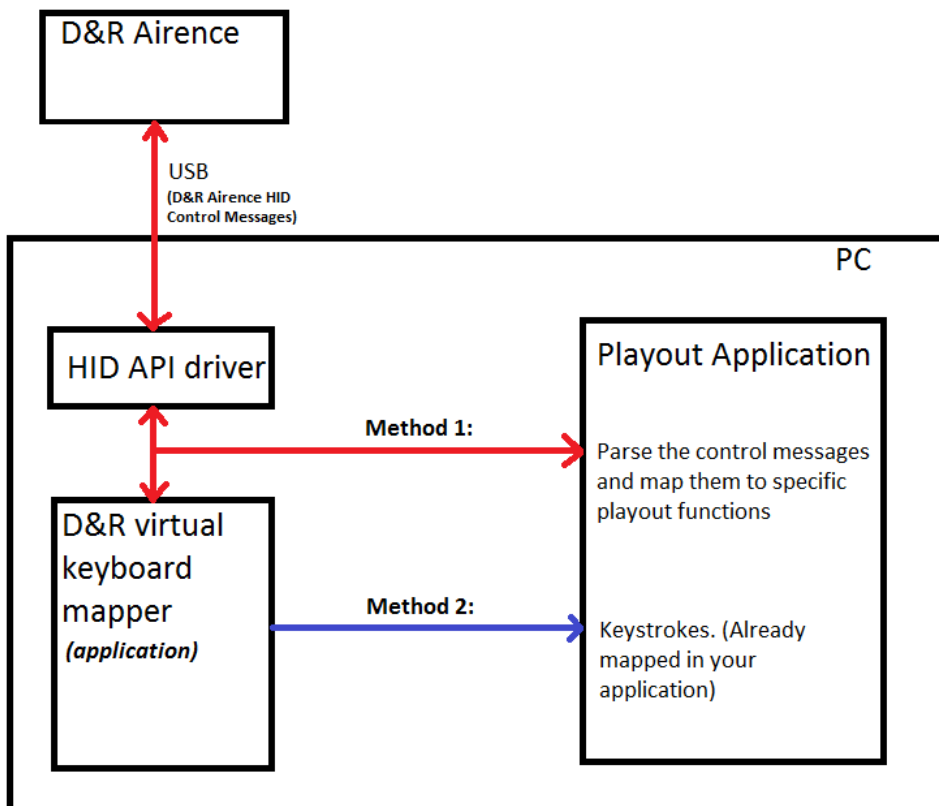 D&R Airence
USB
(D&R Airence HID
Control Messages)
PC
HID API driver
Playout Application
Method 1:
Parse the control messages
and map them to specific
playout functions
D&R virtual
keyboard
mapper
(application)
Method 2:
Keystrokes. (Already
mapped in your
application)